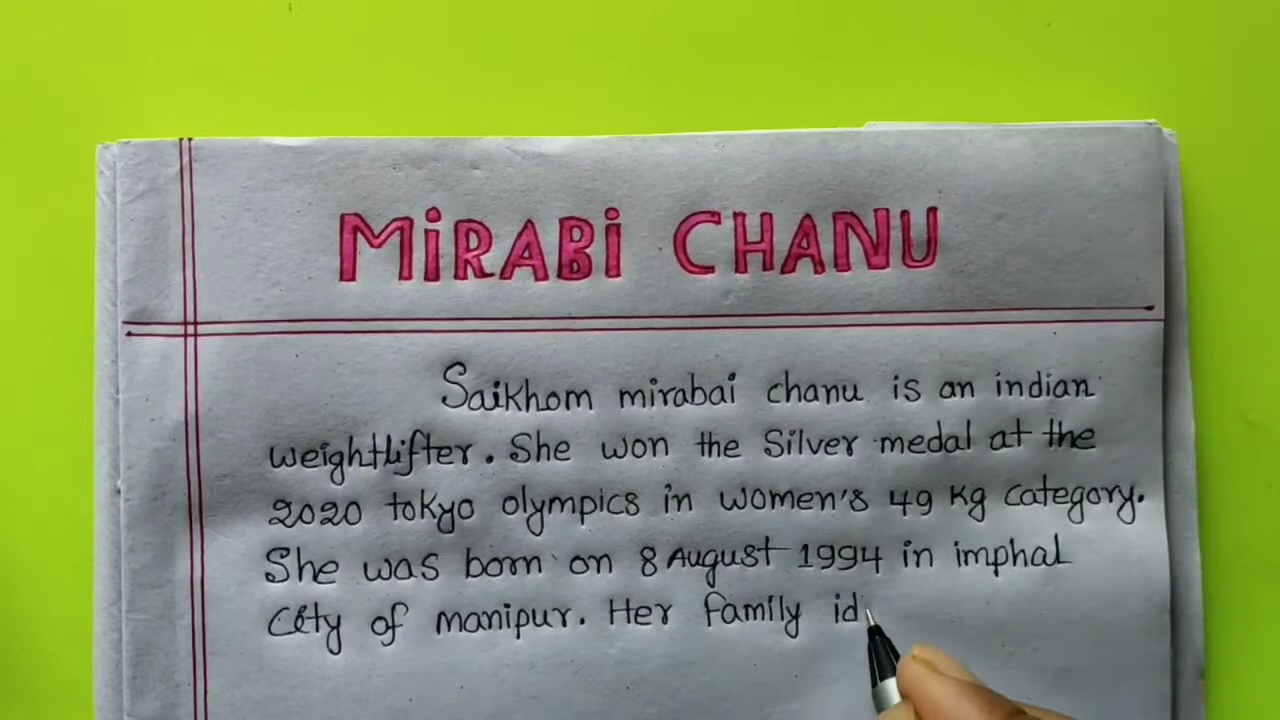 MiRABi CHANU
Saikhom mirabai chanu is an indian
weightlifter. She won the Silver medal at the
2020 tokyo olympics in women's 49 Kg category.
She was born on 8 August 1994 in imphal
City of manipur. Her family id